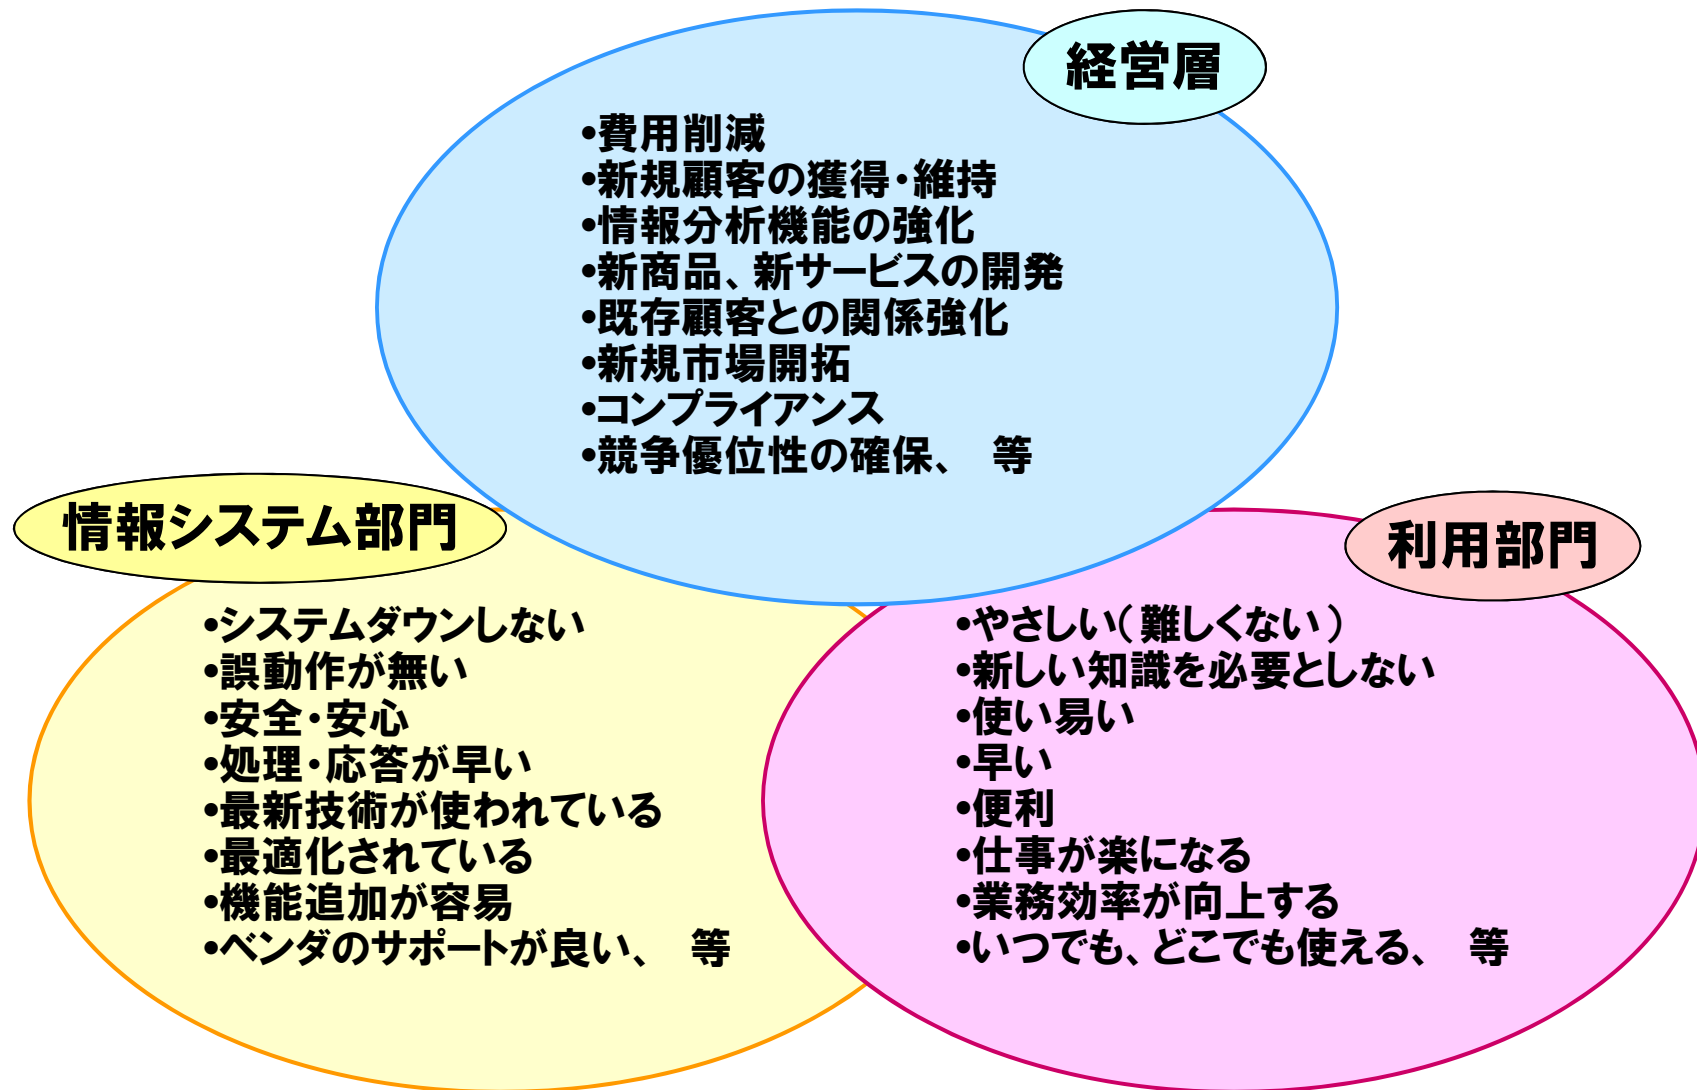 経営層
•費用削減
•新規顧客の獲得・維持
•情報分析機能の強化
•新商品、新サービスの開発
•既存顧客との関係強化
•新規市場開拓
•コンプライアンス
•競争優位性の確保、 等
情報システム部門
•システムダウンしない
•誤動作が無い
•安全・安心
•処理・応答が早い
•最新技術が使われている
•最適化されている
•機能追加が容易
•ベンダのサポートが良い、 等
利用部門
•やさしい（難しくない）
•新しい知識を必要としない
•使い易い
•早い
•便利
•仕事が楽になる
•業務効率が向上する
•いつでも、どこでも使える、 等